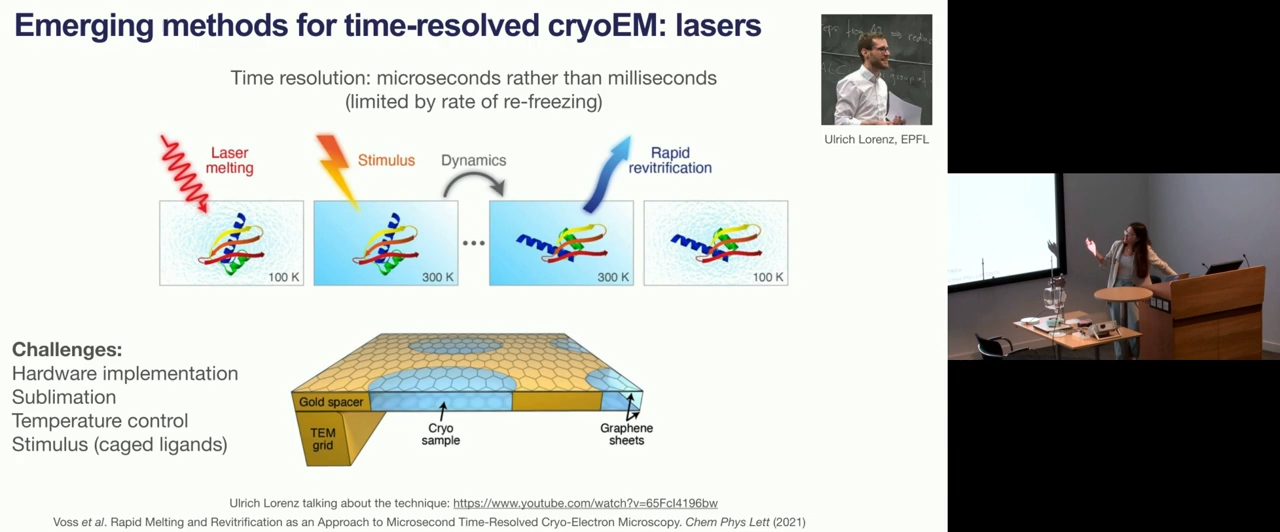 Emerging methods for time-resolved cryoEM: lasers
Time resolution: microseconds rather than milliseconds
(limited by rate of re-freezing)
Ulrich Lorenz, EPFL
Laser
melting
Stimulus
Dynamics
Rapid
revitrification
100 K
300 K
300 K
100 K
Challenges:
Hardware implementation
Sublimation
Temperature control
Stimulus (caged ligands)
Gold spacer
TEM
grid
Cryo
sample
Graphene
sheets
Ulrich Lorenz talking about the technique: https://www.youtube.com/watch?v=65FcI4196bw
Voss et al. Rapid Melting and Revitrification as an Approach to Microsecond Time-Resolved Cryo-Electron Microscopy. Chem Phys Lett (2021)